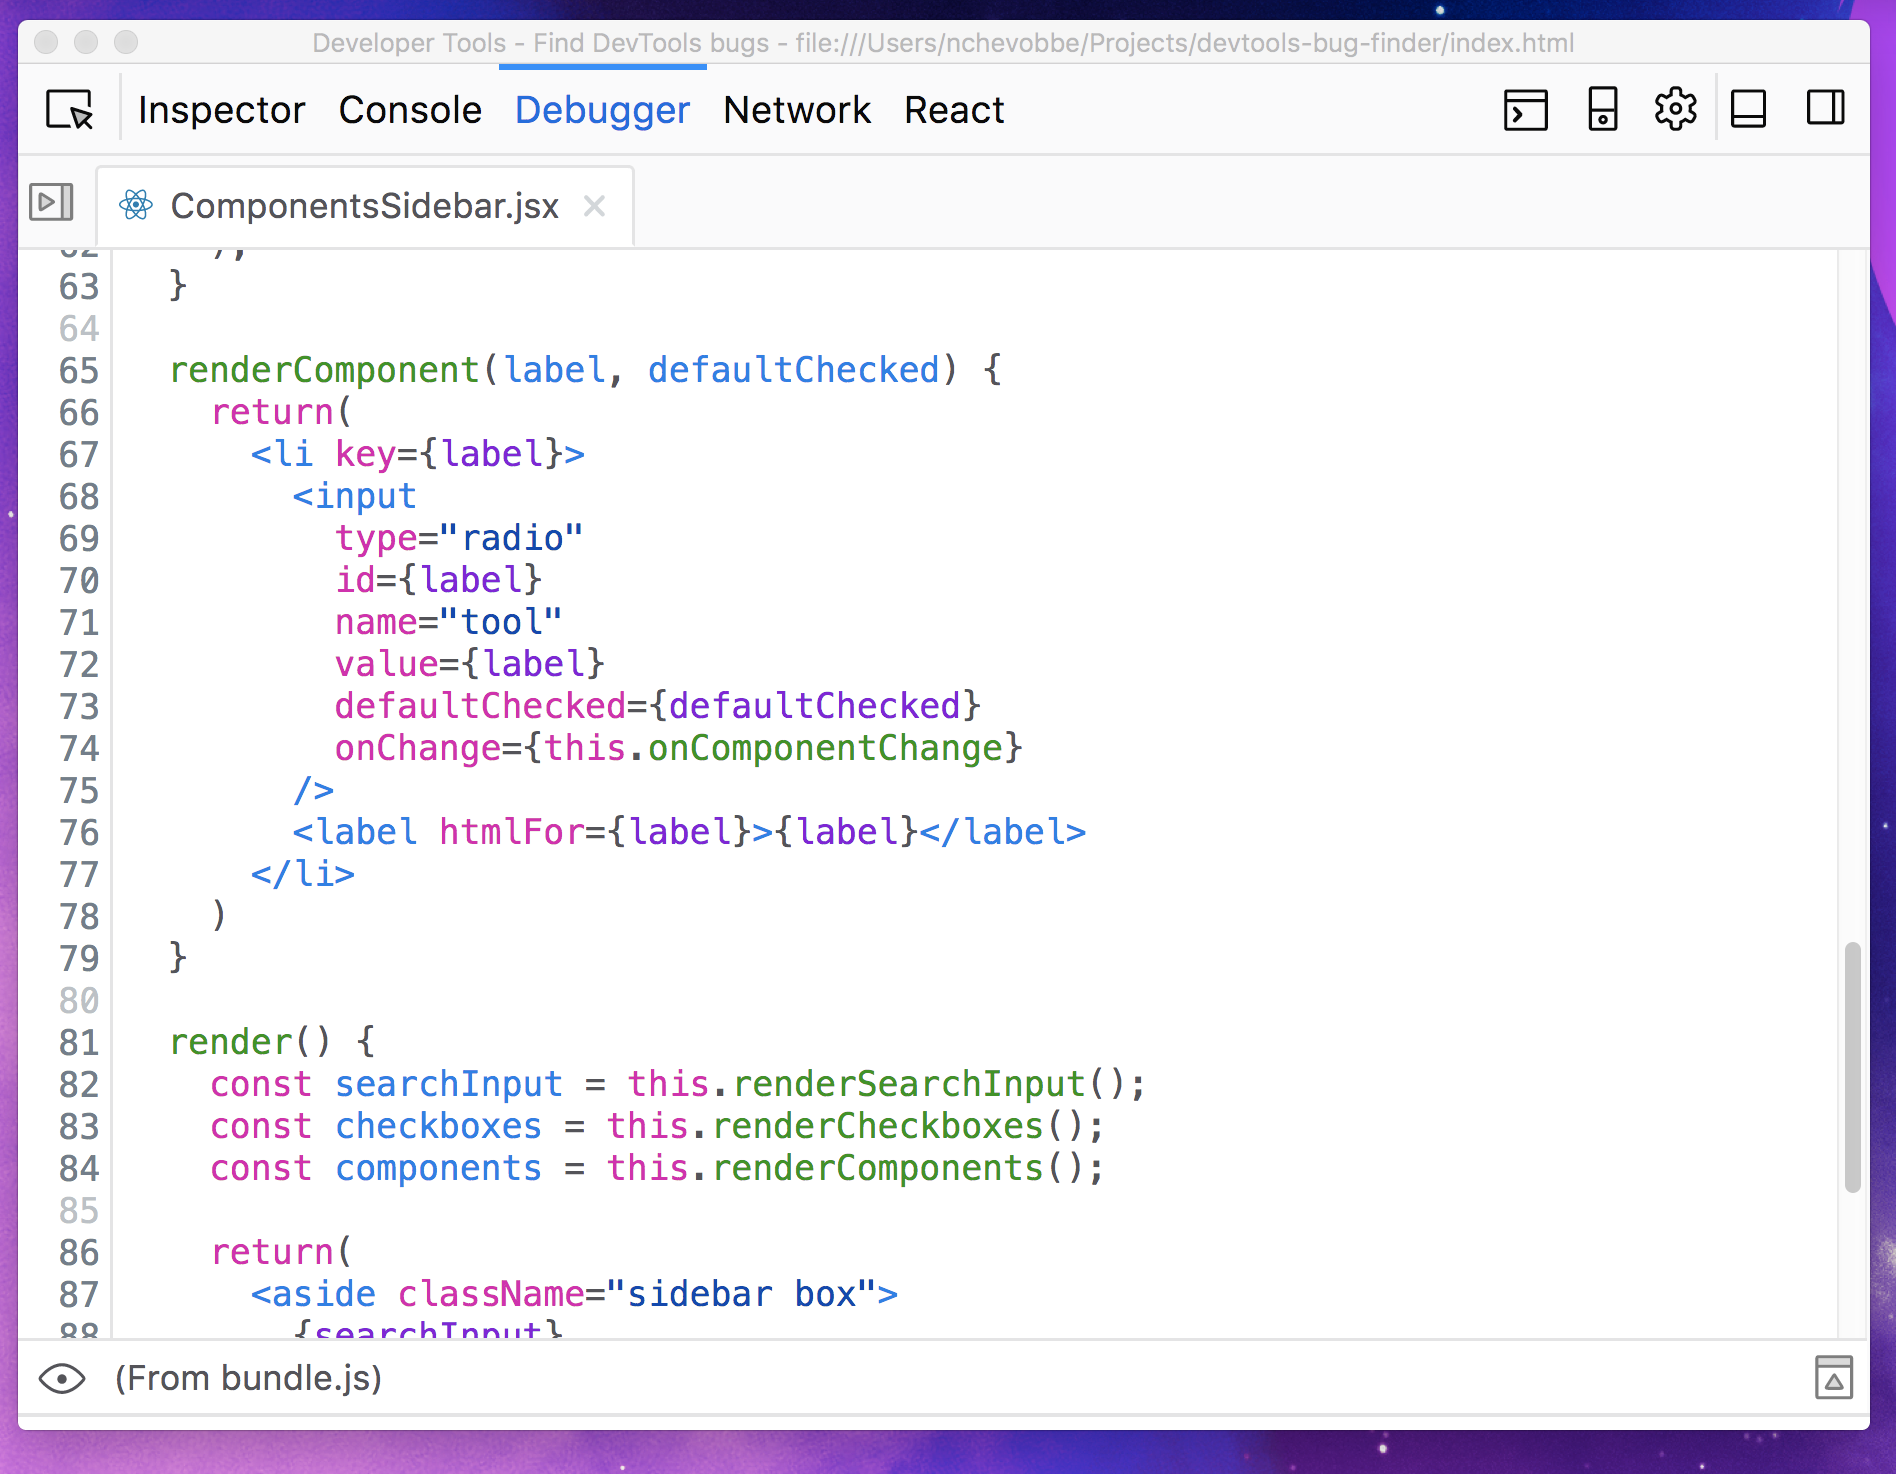 Developer Tools - Find DevTools bugs - file:///Users/nchevobbe/Projects/devtools-bug-finder/index.html
Inspector Console Debugger Network React
ComponentsSidebar.jsx
62 );
63 }
64
65 renderComponent(label, defaultChecked) {
66 return(
67 <li key={label}>
68 <input
69 type="radio"
70 id={label}
71 name="tool"
72 value={label}
73 defaultChecked={defaultChecked}
74 onChange={this.onComponentChange}
75 />
76 <label htmlFor={label}>{label}</label>
77 </li>
78 )
79 }
80
81 render() {
82 const searchInput = this.renderSearchInput();
83 const checkboxes = this.renderCheckboxes();
84 const components = this.renderComponents();
85
86 return(
87 <aside className="sidebar box">
88 {searchInput}
(From bundle.js)